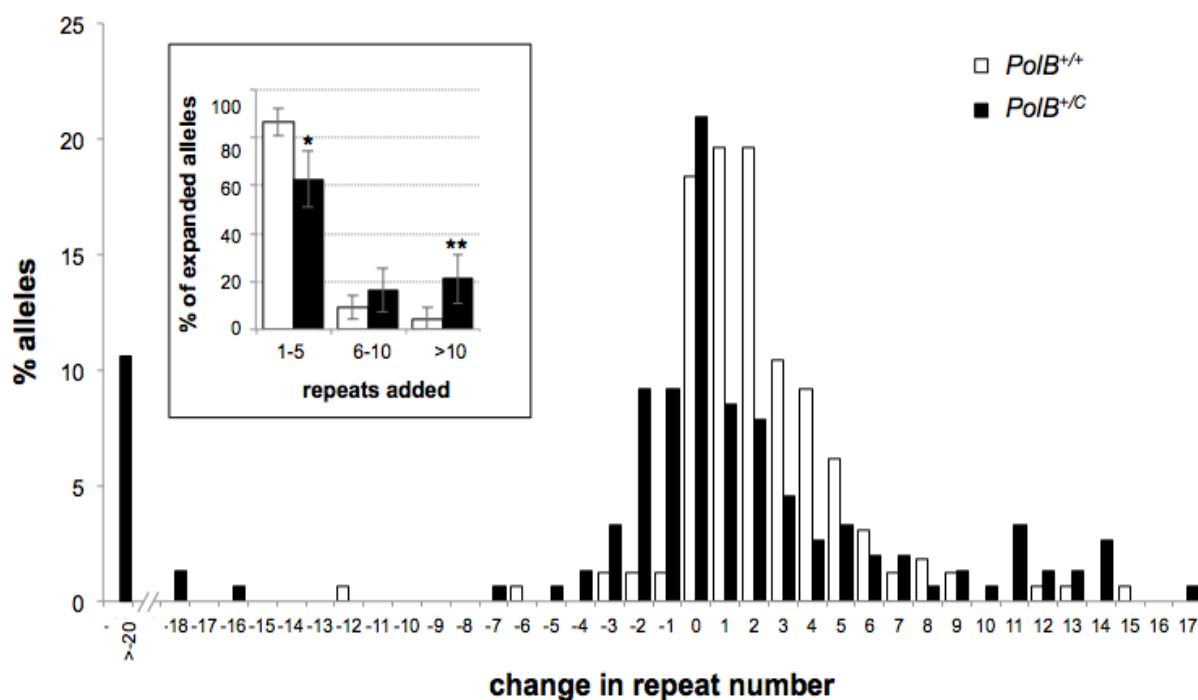 25
20
15
10
5
0
% alleles
PolB+/+
PolB+/C
100
80
60
40
20
0
% of expanded alleles
*
**
1-5 6-10 >10
repeats added
- >-20 -18 -17 -16 -15 -14 -13 -12 -11 -10 -9 -8 -7 -6 -5 -4 -3 -2 -1 0 1 2 3 4 5 6 7 8 9 10 11 12 13 14 15 16 17
change in repeat number